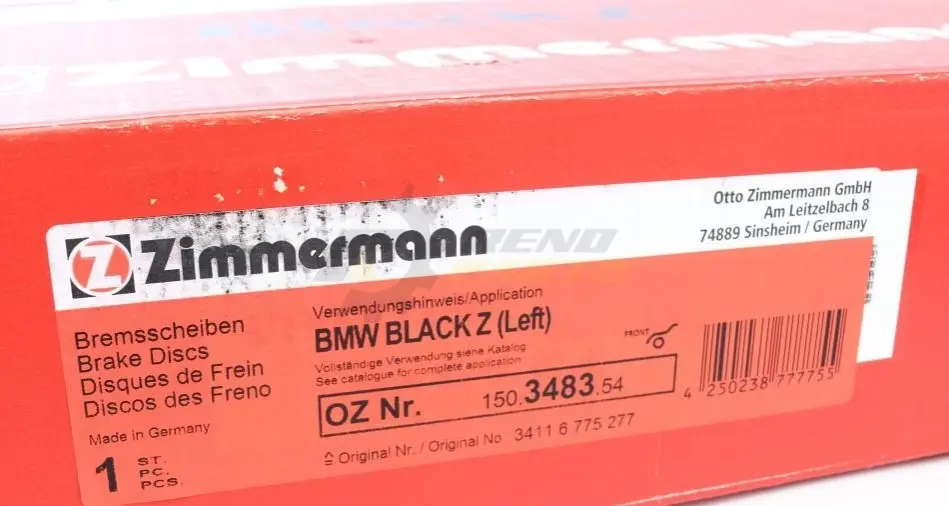 Zimmermann
Otto Zimmermann GmbH
Am Leitzelbach 8
74889 Sinsheim / Germany
Z Zimmermann
Bremsscheiben
Brake Discs
Disques de Frein
Discos des Freno
Made in Germany
1 ST.
PC.
PCS.
Verwendungshinweis/Application
BMW BLACK Z (Left)
Vollständige Verwendung siehe Katalog
See catalogue for complete application
FRONT
OZ Nr. 150.3483.54
≙ Original Nr. / Original No. 3411 6 775 277
4 250238 777755